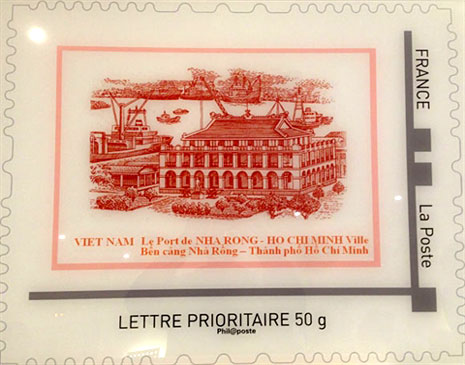 VIET NAM Le Port de NHA RONG - HO CHI MINH Ville
Bến cảng Nhà Rồng – Thành phố Hồ Chí Minh
FRANCE
La Poste
LETTRE PRIORITAIRE 50 g
Phil@poste